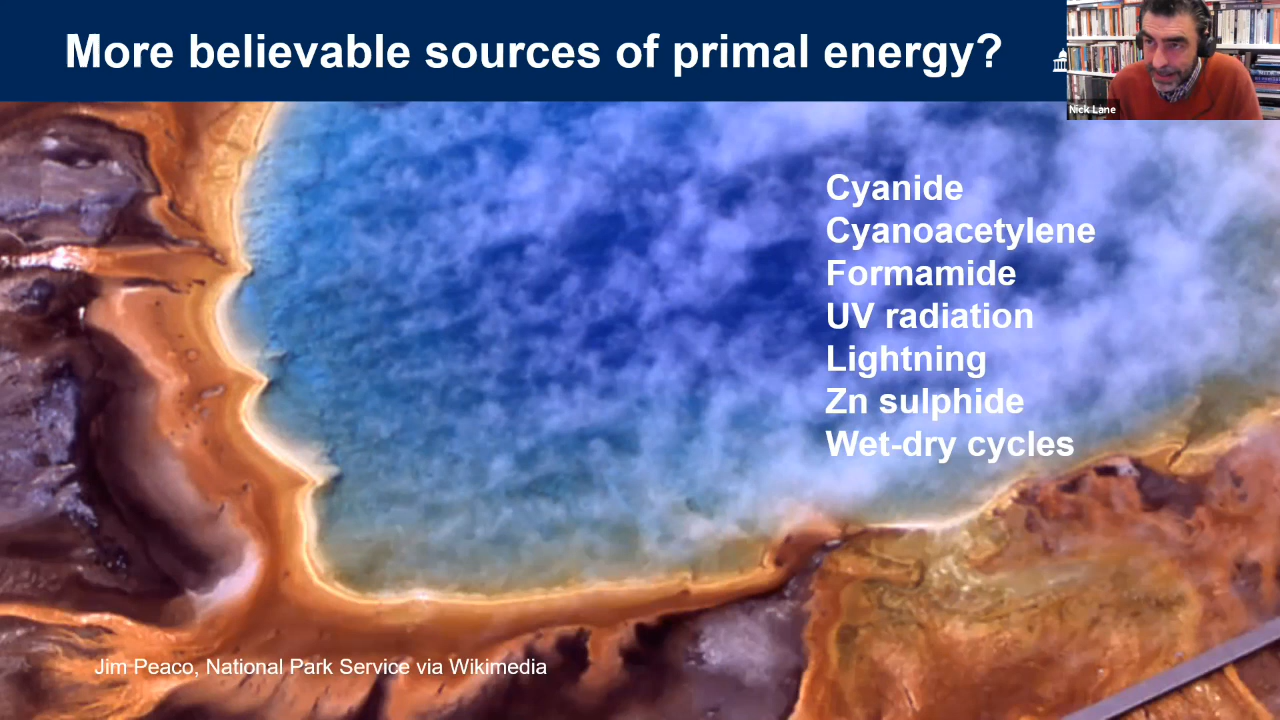 More believable sources of primal energy?
Nick Lane
Cyanide
Cyanoacetylene
Formamide
UV radiation
Lightning
Zn sulphide
Wet-dry cycles
Jim Peaco, National Park Service via Wikimedia